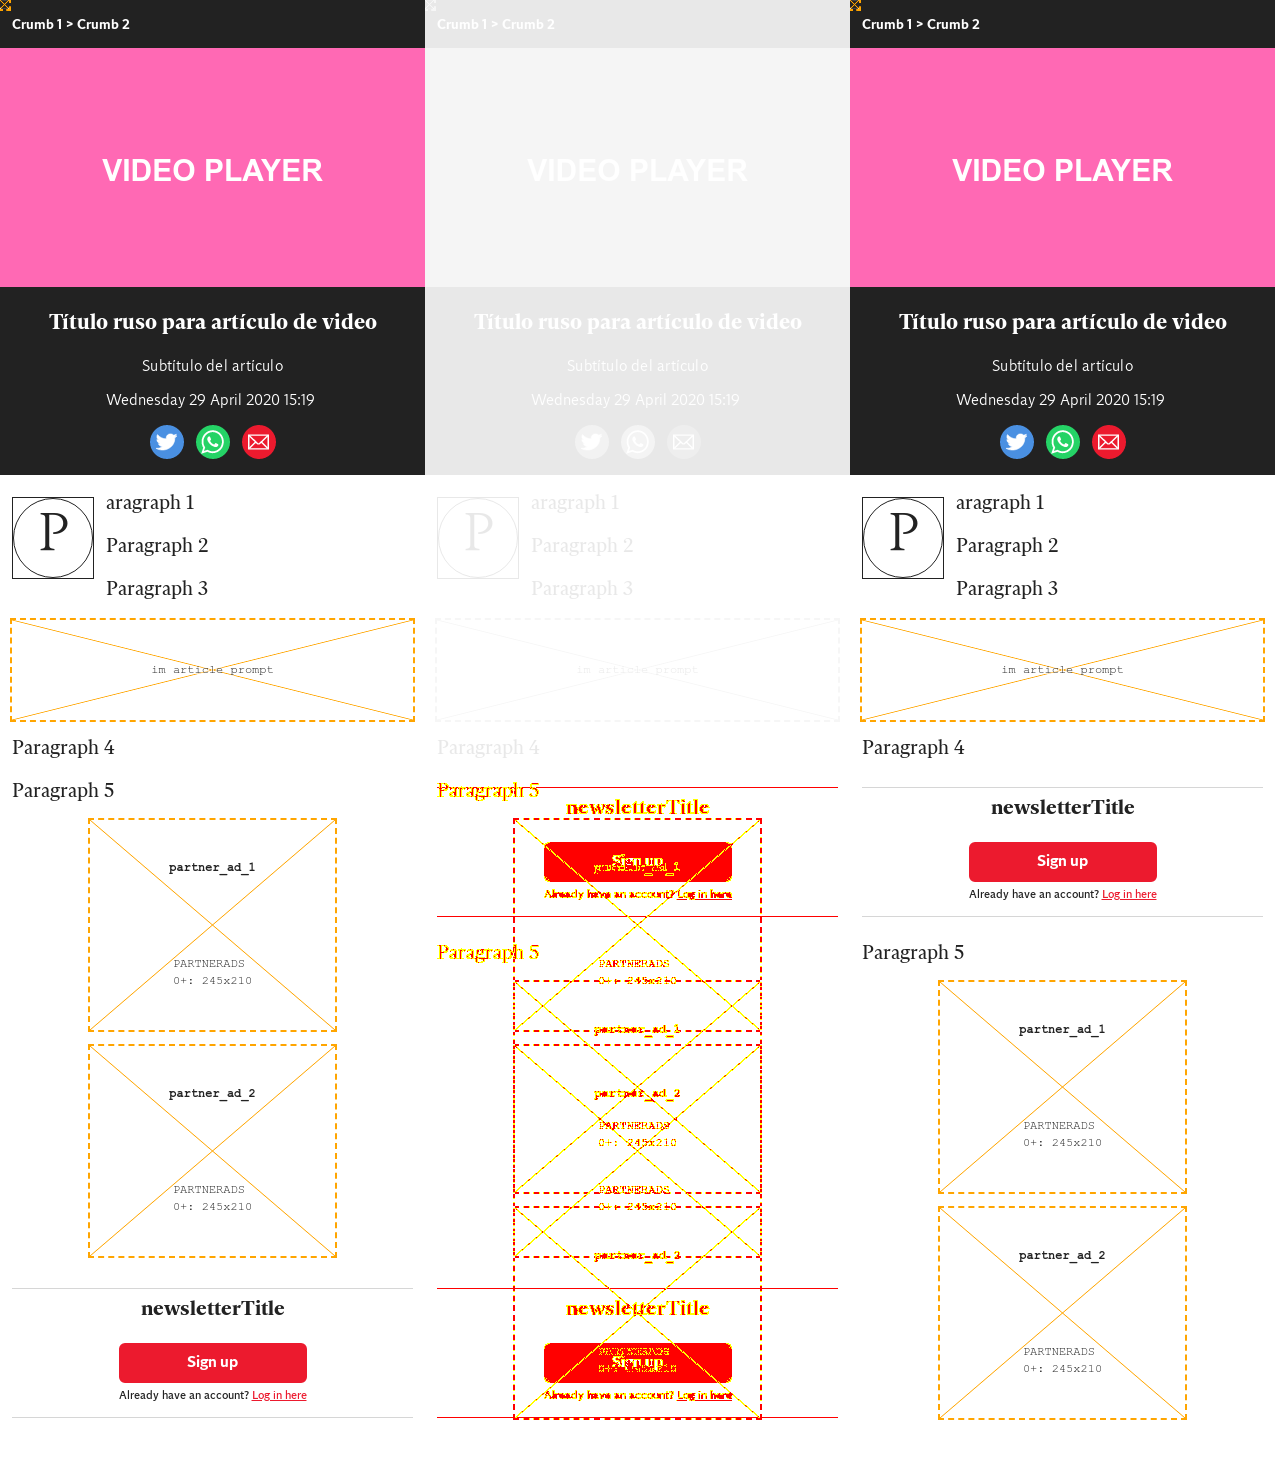 Crumb 1 > Crumb 2
VIDEO PLAYER
Título ruso para artículo de video
Subtítulo del artículo
Wednesday 29 April 2020 15:19
P
aragraph 1
Paragraph 2
Paragraph 3
im article prompt
Paragraph 4
Paragraph 5
partner_ad_1
PARTNERADS
0+: 245x210
partner_ad_2
PARTNERADS
0+: 245x210
newsletterTitle
Sign up
Already have an account? Log in here
Crumb 1 > Crumb 2
VIDEO PLAYER
Título ruso para artículo de video
Subtítulo del artículo
Wednesday 29 April 2020 15:19
P
aragraph 1
Paragraph 2
Paragraph 3
im article prompt
Paragraph 4
Paragraph 5
newsletterTitle
Sign up
partner_ad_1
Already have an account? Log in here
Paragraph 5
PARTNERADS
0+: 245x210
partner_ad_1
partner_ad_2
PARTNERADS
0+: 245x210
PARTNERADS
0+: 245x210
partner_ad_2
newsletterTitle
Sign up
PARTNERADS
0+: 245x210
Already have an account? Log in here
Crumb 1 > Crumb 2
VIDEO PLAYER
Título ruso para artículo de video
Subtítulo del artículo
Wednesday 29 April 2020 15:19
P
aragraph 1
Paragraph 2
Paragraph 3
im article prompt
Paragraph 4
newsletterTitle
Sign up
Already have an account? Log in here
Paragraph 5
partner_ad_1
PARTNERADS
0+: 245x210
partner_ad_2
PARTNERADS
0+: 245x210